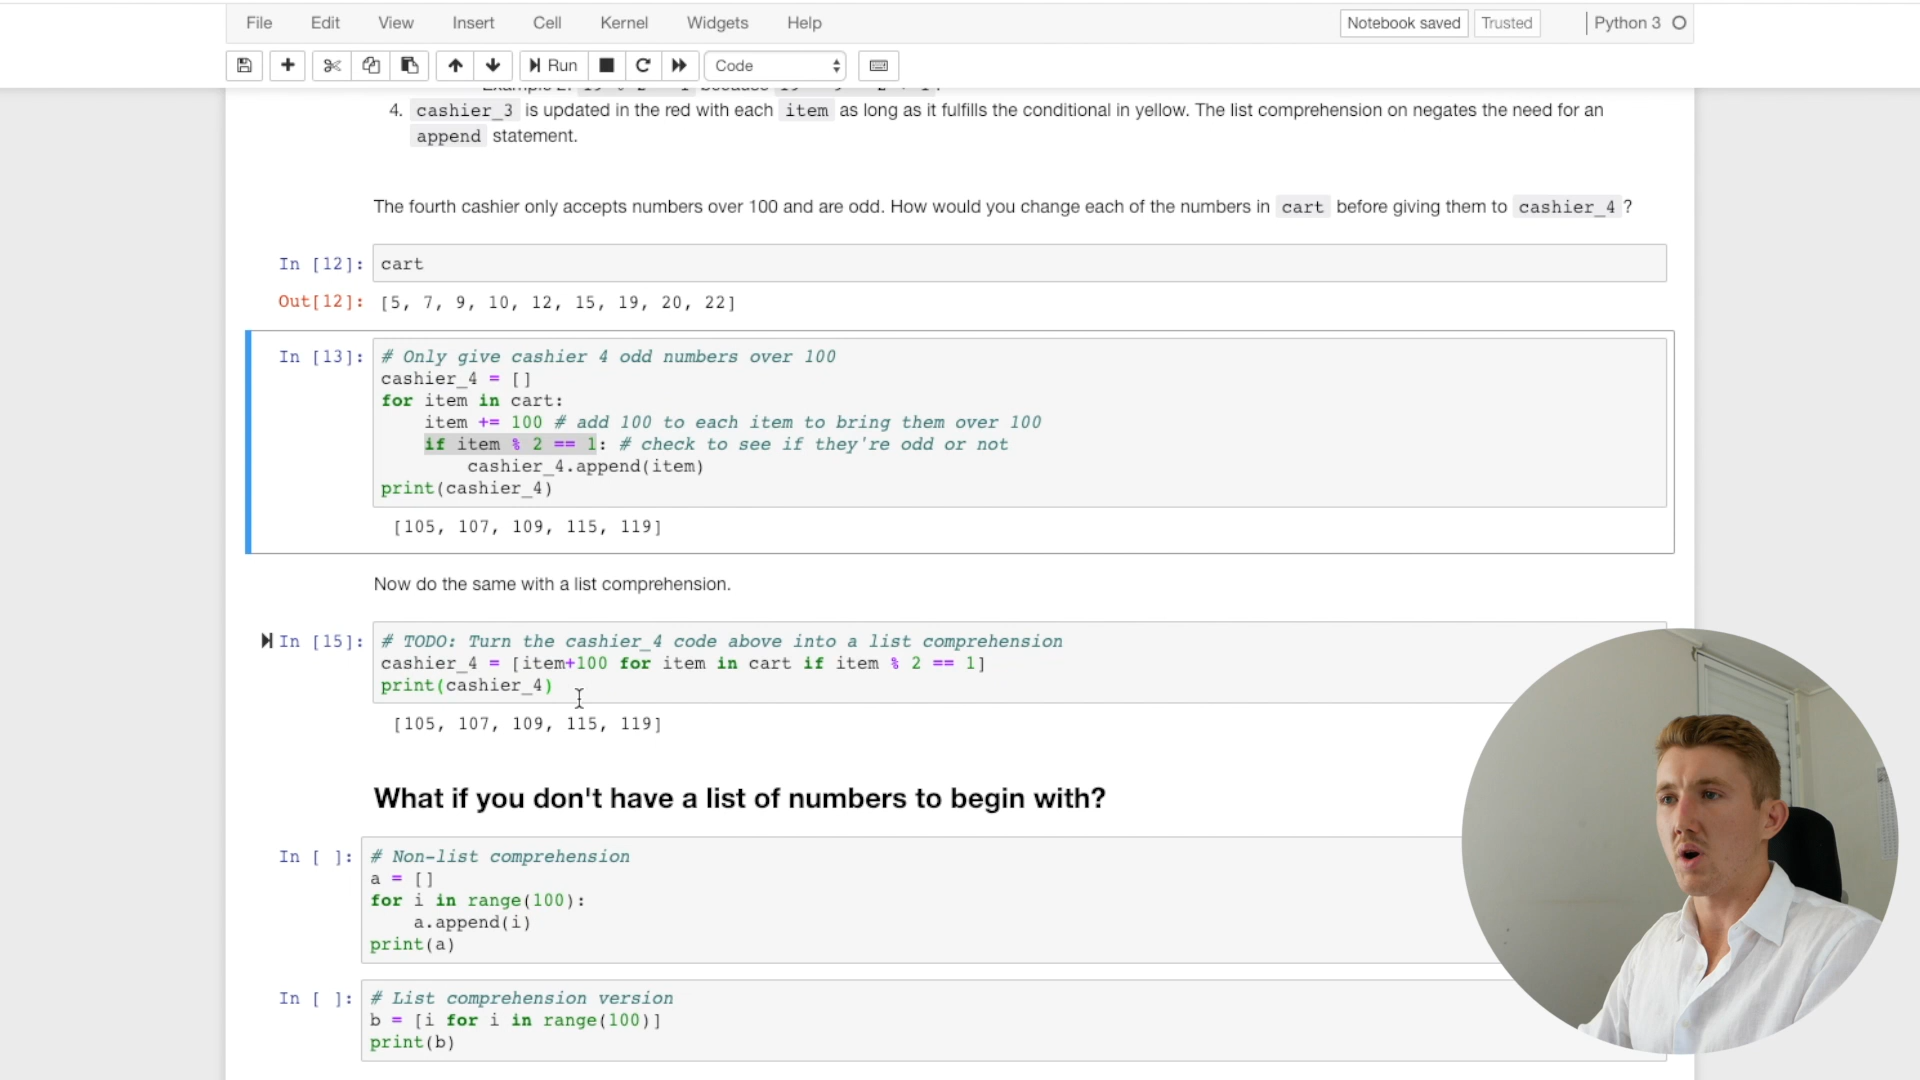 File Edit View Insert Cell Kernel Widgets Help Notebook saved Trusted Python 3
Run Code
4. cashier_3 is updated in the red with each item as long as it fulfills the conditional in yellow. The list comprehension on negates the need for an
append statement.
The fourth cashier only accepts numbers over 100 and are odd. How would you change each of the numbers in cart before giving them to cashier_4 ?
In [12]: cart
Out[12]: [5, 7, 9, 10, 12, 15, 19, 20, 22]
In [13]: # Only give cashier 4 odd numbers over 100
cashier_4 = []
for item in cart:
item += 100 # add 100 to each item to bring them over 100
if item % 2 == 1: # check to see if they're odd or not
cashier_4.append(item)
print(cashier_4)
[105, 107, 109, 115, 119]
Now do the same with a list comprehension.
In [15]: # TODO: Turn the cashier_4 code above into a list comprehension
cashier_4 = [item+100 for item in cart if item % 2 == 1]
print(cashier_4)
[105, 107, 109, 115, 119]
What if you don't have a list of numbers to begin with?
In [ ]: # Non-list comprehension
a = []
for i in range(100):
a.append(i)
print(a)
In [ ]: # List comprehension version
b = [i for i in range(100)]
print(b)